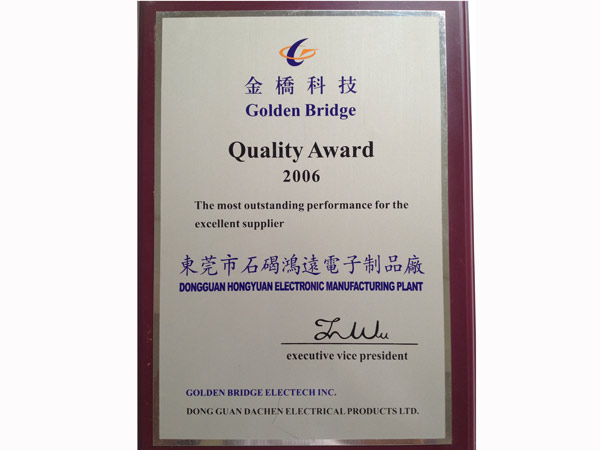 金橋科技
Golden Bridge
Quality Award
2006
The most outstanding performance for the
excellent supplier
東莞市石碣鴻遠電子制品廠
DONGGUAN HONGYUAN ELECTRONIC MANUFACTURING PLANT
executive vice president
GOLDEN BRIDGE ELECTECH INC.
DONG GUAN DACHEN ELECTRICAL PRODUCTS LTD.